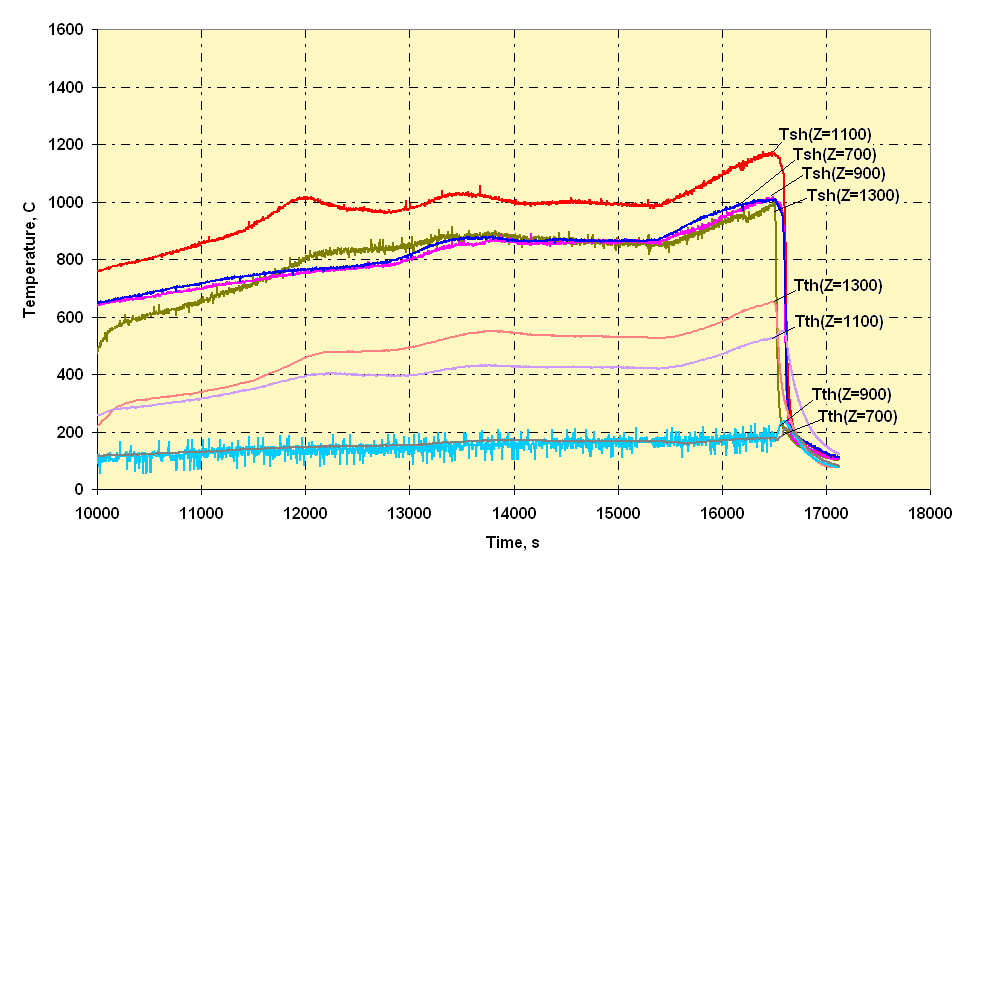 1600
1400
1200
1000
800
600
400
200
0
Temperature, C
Tsh(Z=1100)
Tsh(Z=700)
Tsh(Z=900)
Tsh(Z=1300)
Tth(Z=1300)
Tth(Z=1100)
Tth(Z=900)
Tth(Z=700)
10000 11000 12000 13000 14000 15000 16000 17000 18000
Time, s